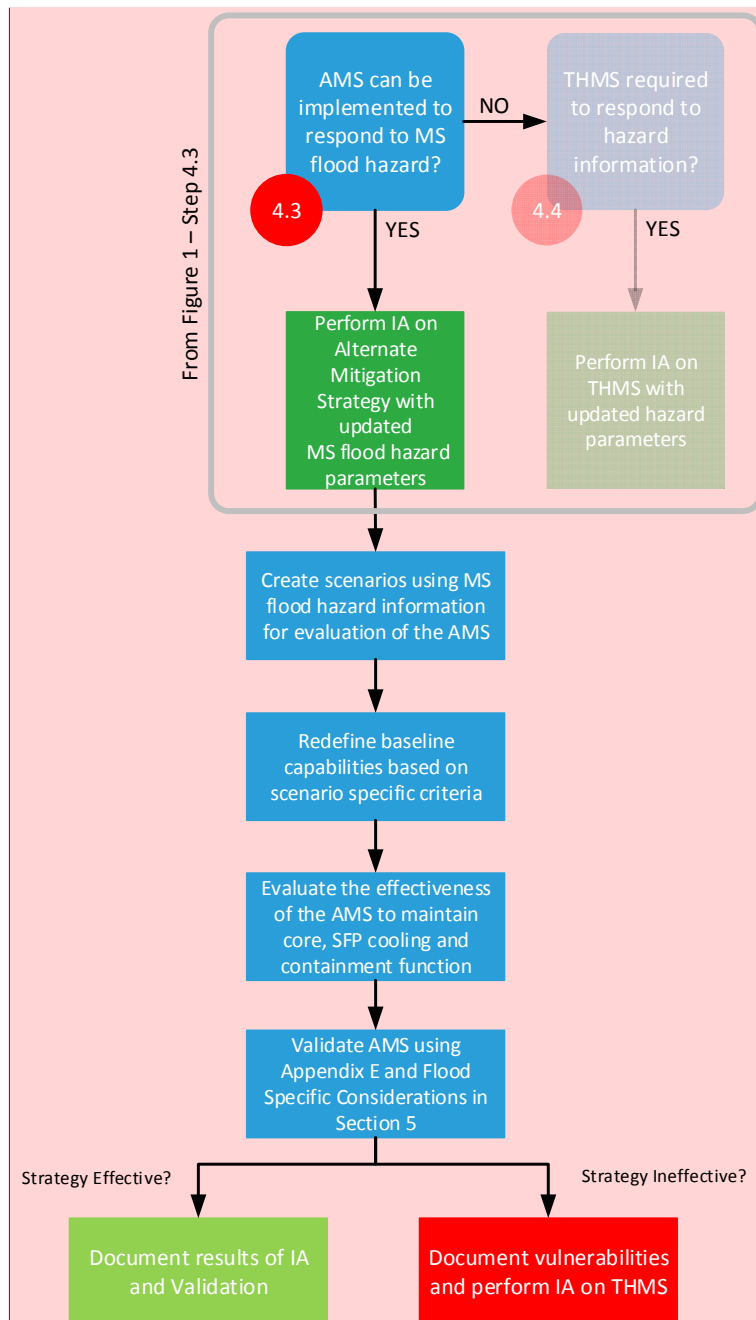 From Figure 1 – Step 4.3
AMS can be
implemented to
respond to MS
flood hazard?
NO
THMS required
to respond to
hazard
information?
4.3
4.4
YES
YES
Perform IA on
Alternate
Mitigation
Strategy with
updated
MS flood hazard
parameters
Perform IA on
THMS with
updated hazard
parameters
Create scenarios using MS
flood hazard information
for evaluation of the AMS
Redefine baseline
capabilities based on
scenario specific criteria
Evaluate the effectiveness
of the AMS to maintain
core, SFP cooling and
containment function
Validate AMS using
Appendix E and Flood
Specific Considerations in
Section 5
Strategy Effective?
Strategy Ineffective?
Document results of IA
and Validation
Document vulnerabilities
and perform IA on THMS